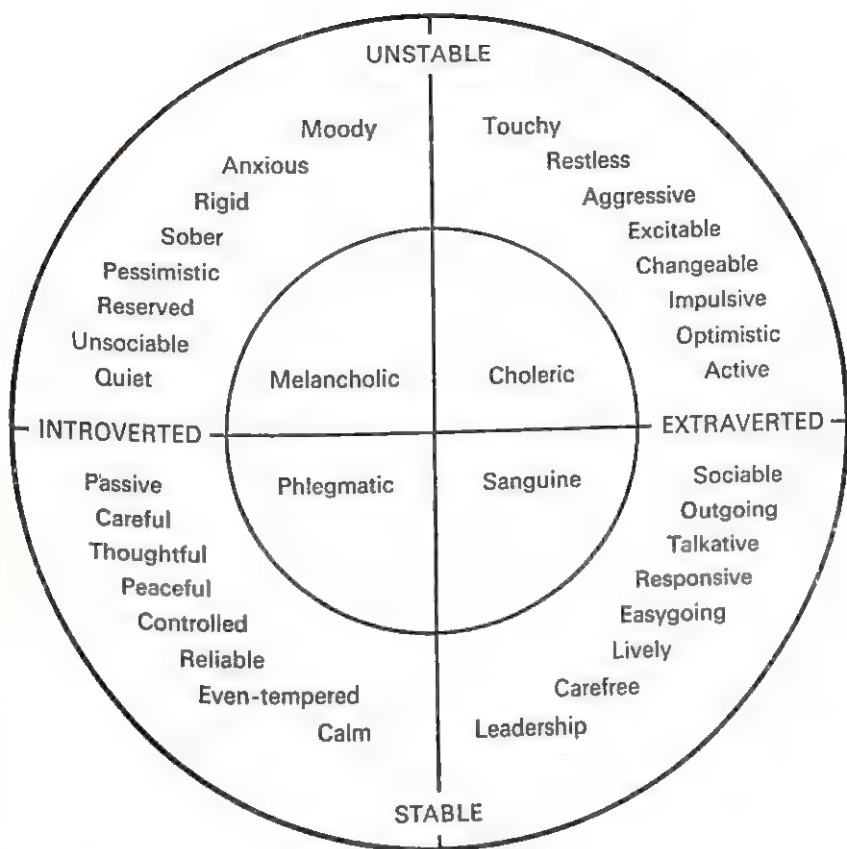 UNSTABLE
Moody
Touchy
Anxious
Restless
Rigid
Aggressive
Sober
Excitable
Pessimistic
Changeable
Reserved
Impulsive
Unsociable
Optimistic
Quiet
Active
Melancholic
Choleric
INTROVERTED
EXTRAVERTED
Phlegmatic
Sanguine
Passive
Sociable
Careful
Outgoing
Thoughtful
Talkative
Peaceful
Responsive
Controlled
Easygoing
Reliable
Lively
Even-tempered
Carefree
Calm
Leadership
STABLE